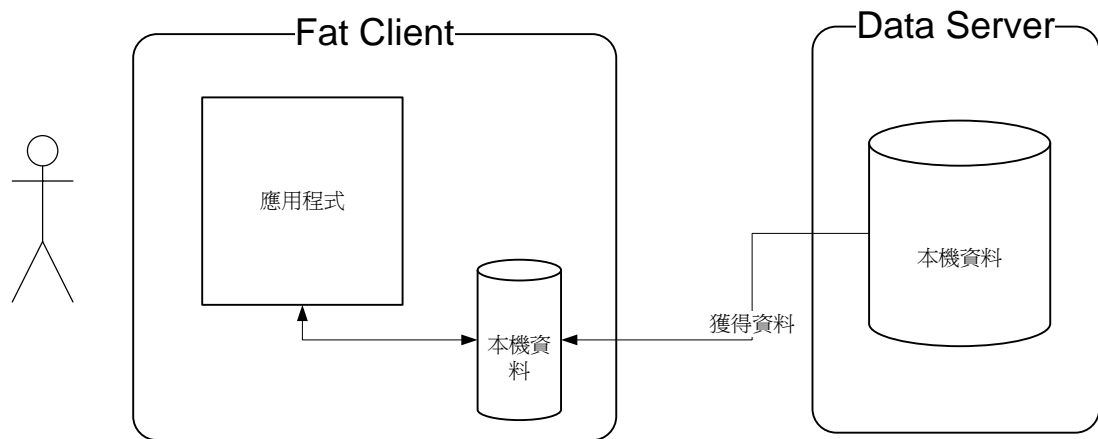 Fat Client
Data Server
應用程式
本機資料
獲得資料
本機資
料